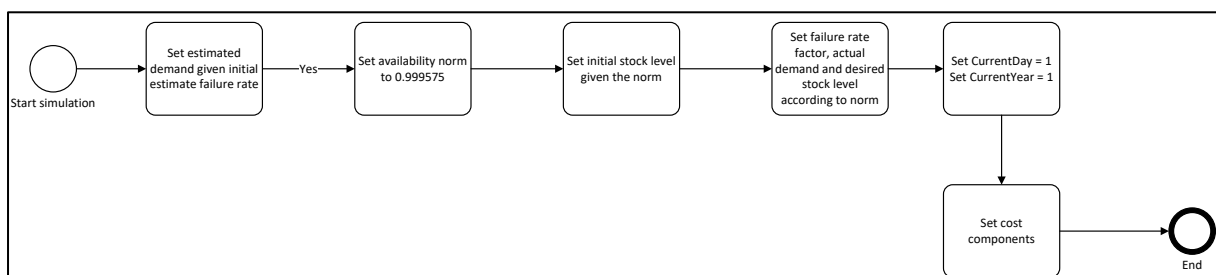 Start simulation
Set estimated
demand given initial
estimate failure rate
Yes
Set availability norm
to 0.999575
Set initial stock level
given the norm
Set failure rate
factor, actual
demand and desired
stock level
according to norm
Set CurrentDay = 1
Set CurrentYear = 1
Set cost
components
End